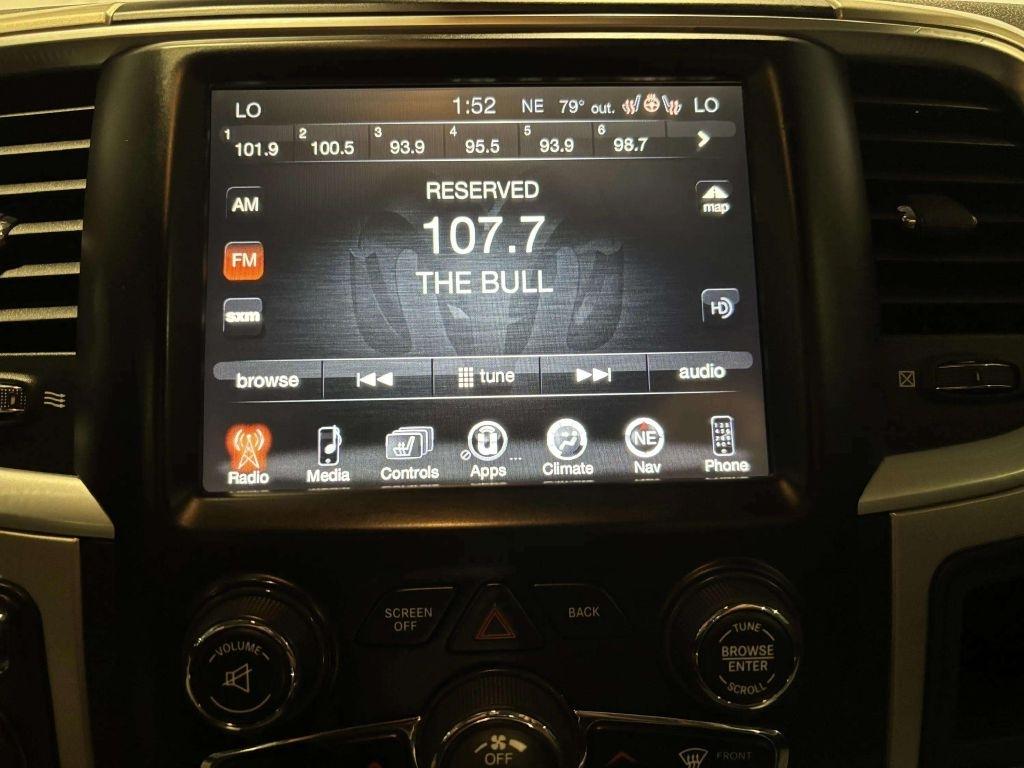 LO 1:52 NE 79° out. LO
1 101.9 2 100.5 3 93.9 4 95.5 5 93.9 6 98.7
RESERVED
AM
map
107.7
FM
THE BULL
HD
sxm
browse tune audio
Radio Media Controls Apps ... Climate NE Nav Phone
SCREEN
OFF
BACK
VOLUME
TUNE
BROWSE
ENTER
SCROLL
OFF
FRONT